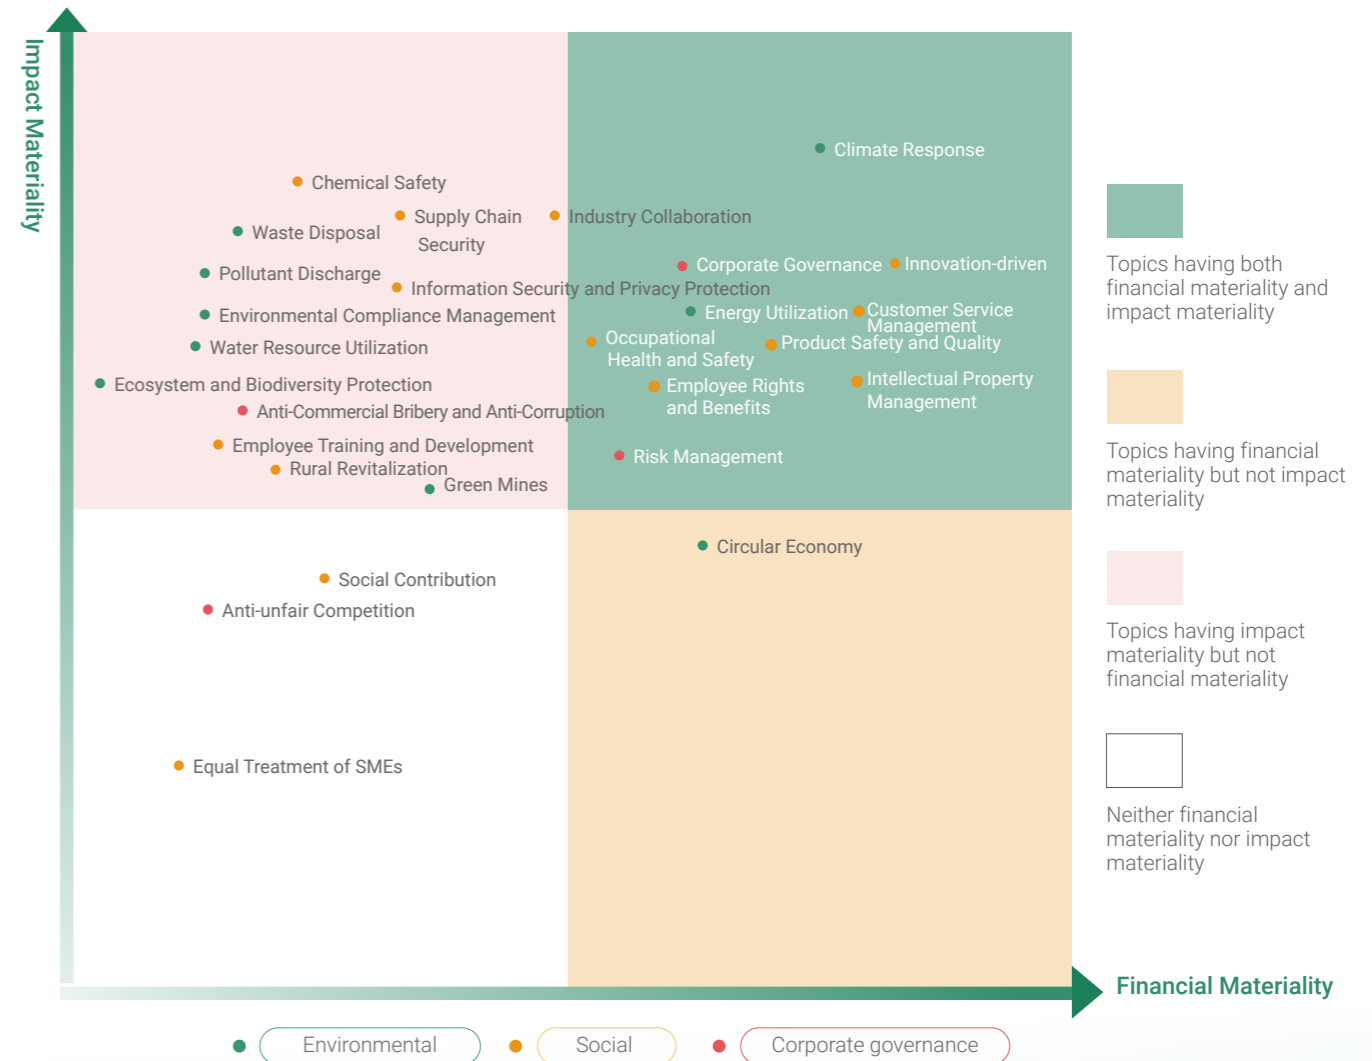 Impact Materiality
Climate Response
Chemical Safety
Supply Chain
Security
Industry Collaboration
Waste Disposal
Corporate Governance
Innovation-driven
Pollutant Discharge
Information Security and Privacy Protection
Environmental Compliance Management
Energy Utilization
Customer Service
Management
Occupational
Health and Safety
Product Safety and Quality
Water Resource Utilization
Ecosystem and Biodiversity Protection
Employee Rights
and Benefits
Intellectual Property
Management
Anti-Commercial Bribery and Anti-Corruption
Employee Training and Development
Risk Management
Rural Revitalization
Green Mines
Circular Economy
Social Contribution
Anti-unfair Competition
Equal Treatment of SMEs
Topics having both
financial materiality and
impact materiality
Topics having financial
materiality but not impact
materiality
Topics having impact
materiality but not
financial materiality
Neither financial
materiality nor impact
materiality
Financial Materiality
Environmental
Social
Corporate governance